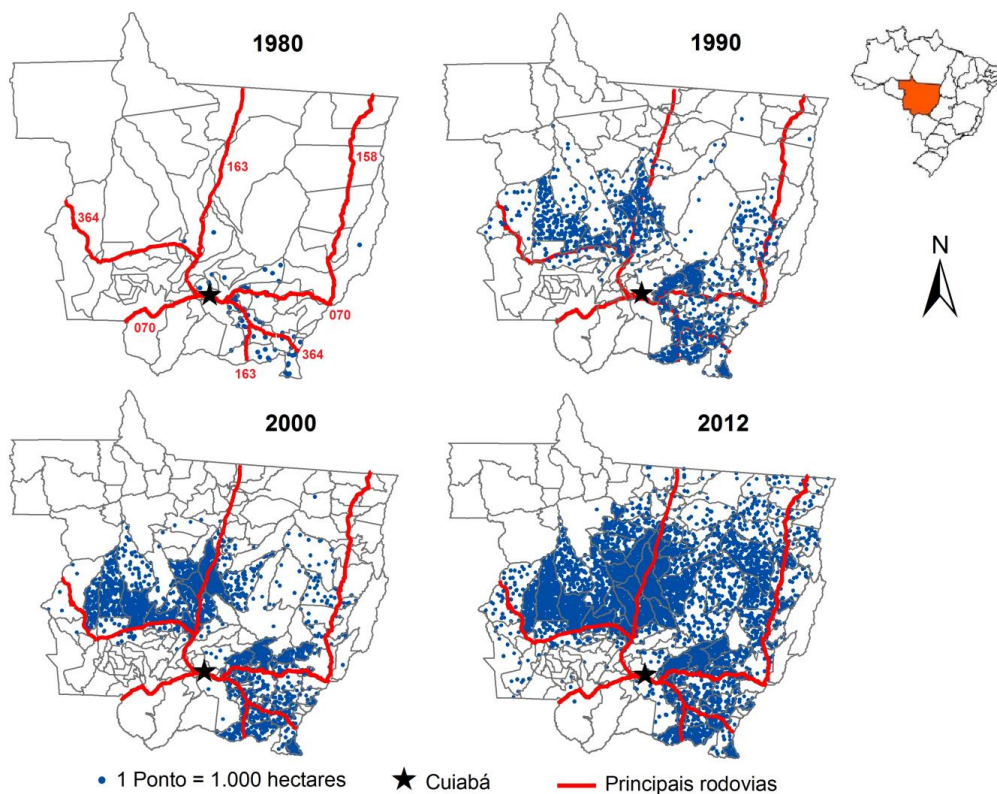 1980
1990
163
158
364
070
070
364
163
N
2000
2012
1 Ponto = 1.000 hectares
Cuiabá
Principais rodovias